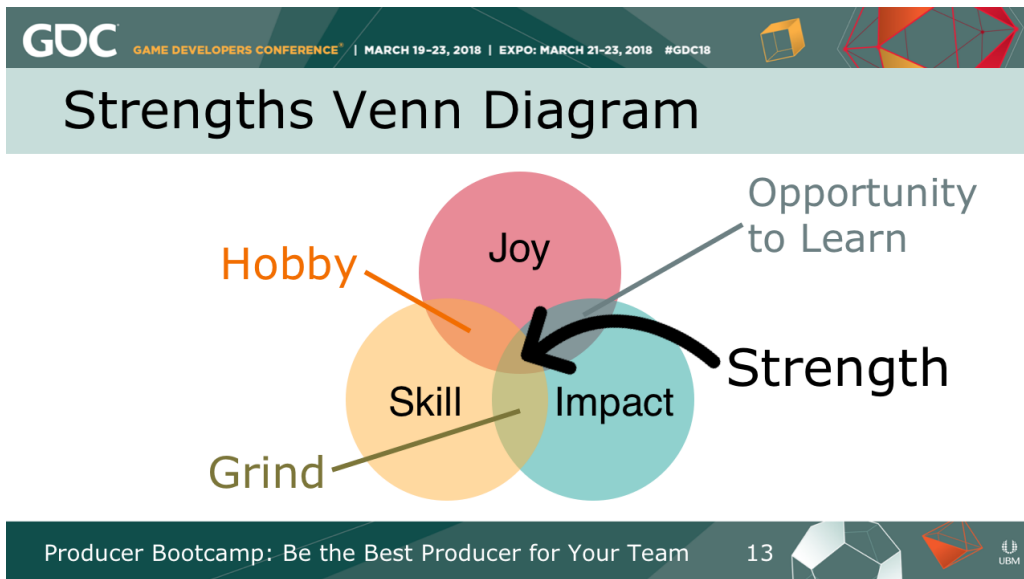 GDC GAME DEVELOPERS CONFERENCE® | MARCH 19–23, 2018 | EXPO: MARCH 21–23, 2018 #GDC18
Strengths Venn Diagram
Opportunity
to Learn
Joy
Hobby
Strength
Skill
Impact
Grind
Producer Bootcamp: Be the Best Producer for Your Team 13
UBM